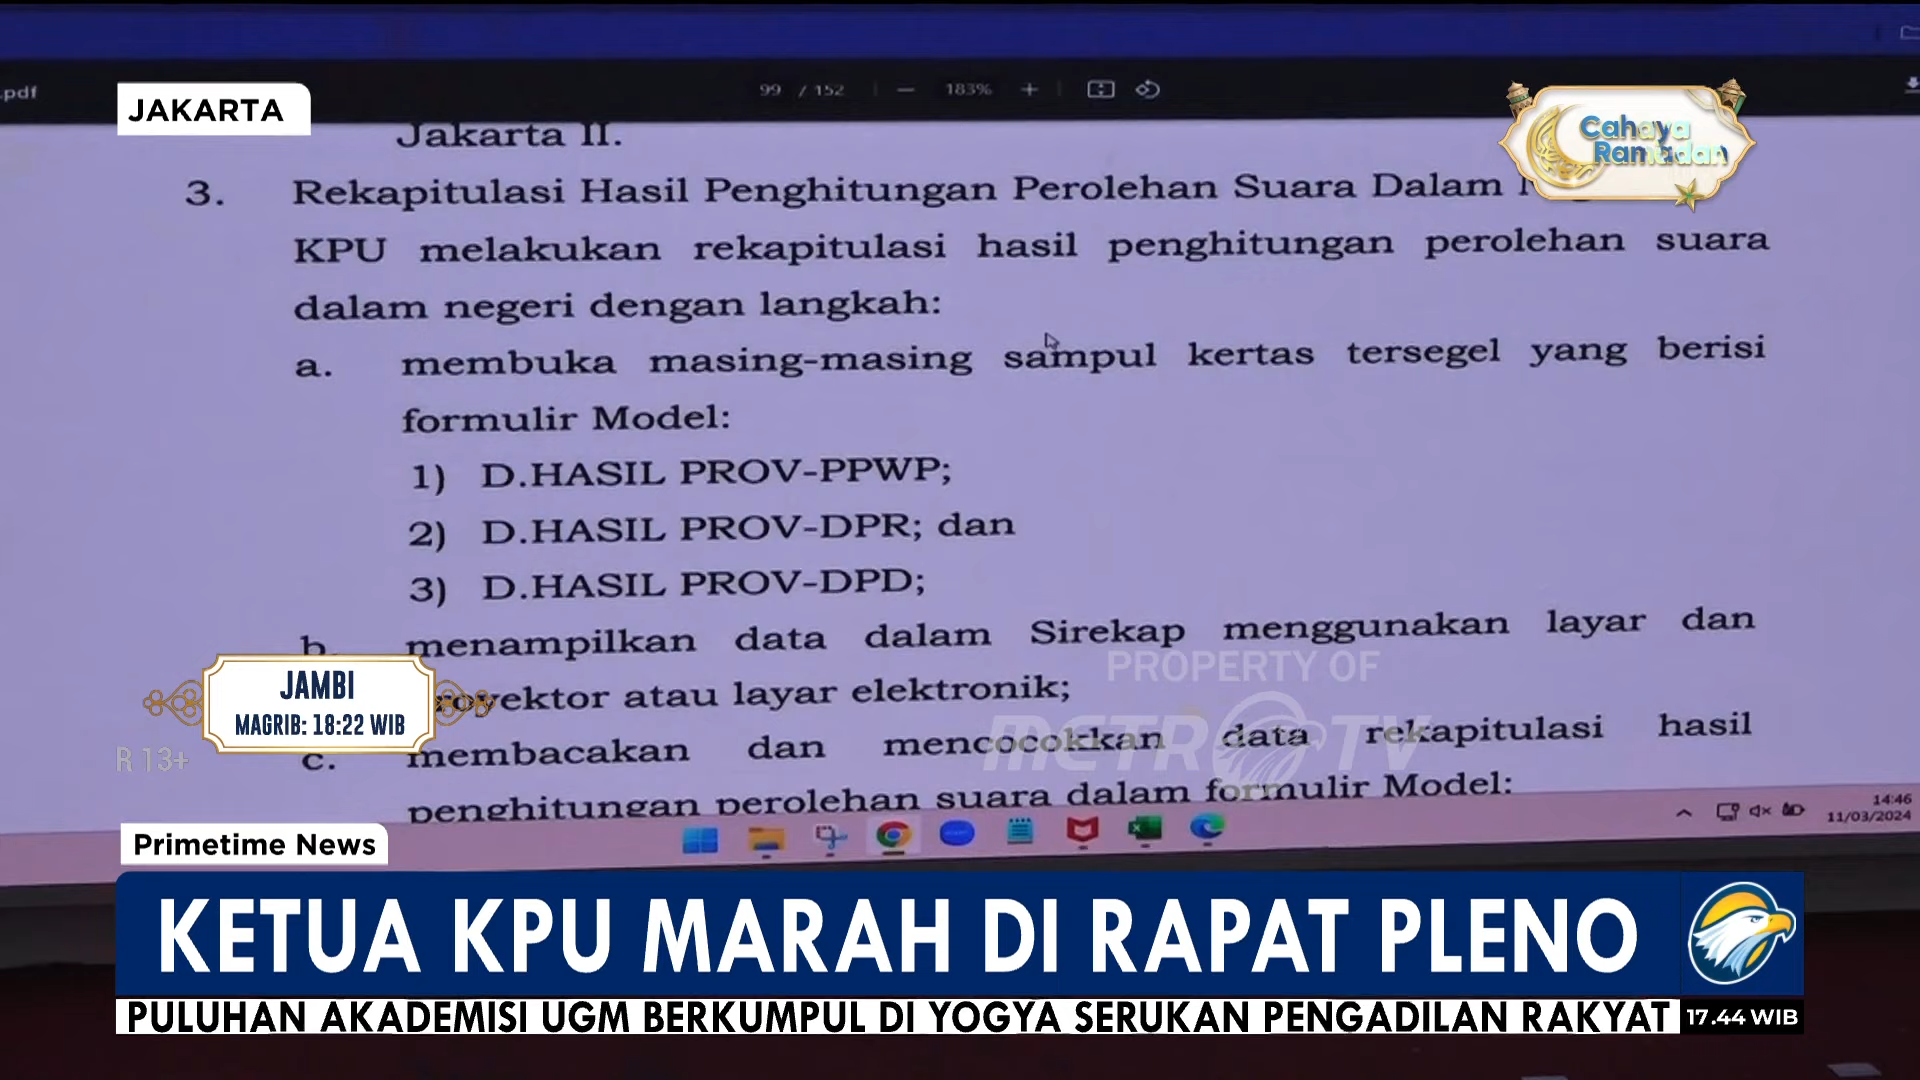 .pdf
99 / 152
183%
JAKARTA
Cahaya
Ramadan
Jakarta II.
3. Rekapitulasi Hasil Penghitungan Perolehan Suara Dalam
KPU melakukan rekapitulasi hasil penghitungan perolehan suara
dalam negeri dengan langkah:
a. membuka masing-masing sampul kertas tersegel yang berisi
formulir Model:
1) D.HASIL PROV-PPWP;
2) D.HASIL PROV-DPR; dan
3) D.HASIL PROV-DPD;
b. menampilkan data dalam Sirekap menggunakan layar dan
elektronik atau layar elektronik;
c. membacakan dan mencocokkan data rekapitulasi hasil
penghitungan perolehan suara dalam formulir Model:
JAMBI
MAGRIB: 18:22 WIB
R 13+
PROPERTY OF
METRO TV
14:46
11/03/2024
Primetime News
KETUA KPU MARAH DI RAPAT PLENO
PULUHAN AKADEMISI UGM BERKUMPUL DI YOGYA SERUKAN PENGADILAN RAKYAT
17.44 WIB